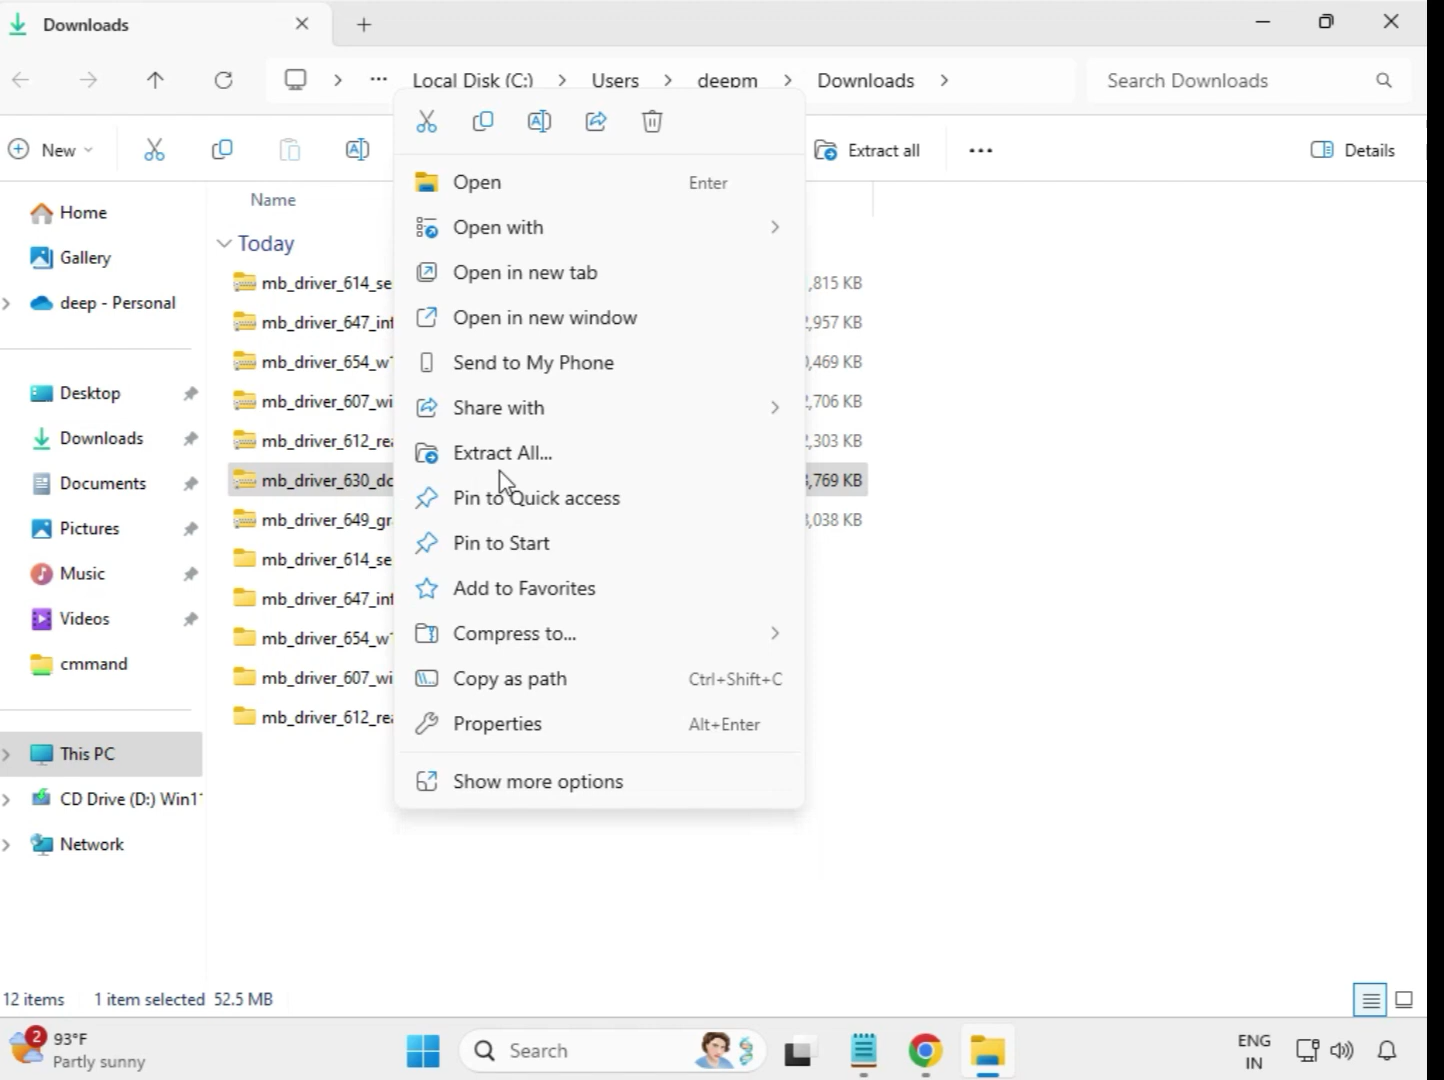 Downloads
Local Disk (C:)
Users
deepm
Downloads
Search Downloads
New
Extract all
Details
Home
Gallery
deep - Personal
Desktop
Downloads
Documents
Pictures
Music
Videos
cmmand
This PC
CD Drive (D:) Win1
Network
Name
Today
mb_driver_614_se
mb_driver_647_int
mb_driver_654_w
mb_driver_607_wi
mb_driver_612_rea
mb_driver_630_dc
mb_driver_649_gr
mb_driver_614_se
mb_driver_647_int
mb_driver_654_w
mb_driver_607_wi
mb_driver_612_rea
,815 KB
,957 KB
,469 KB
,706 KB
,303 KB
,769 KB
,038 KB
Open Enter
Open with
Open in new tab
Open in new window
Send to My Phone
Share with
Extract All...
Pin to Quick access
Pin to Start
Add to Favorites
Compress to...
Copy as path Ctrl+Shift+C
Properties Alt+Enter
Show more options
12 items 1 item selected 52.5 MB
2
93°F
Partly sunny
Search
ENG
IN